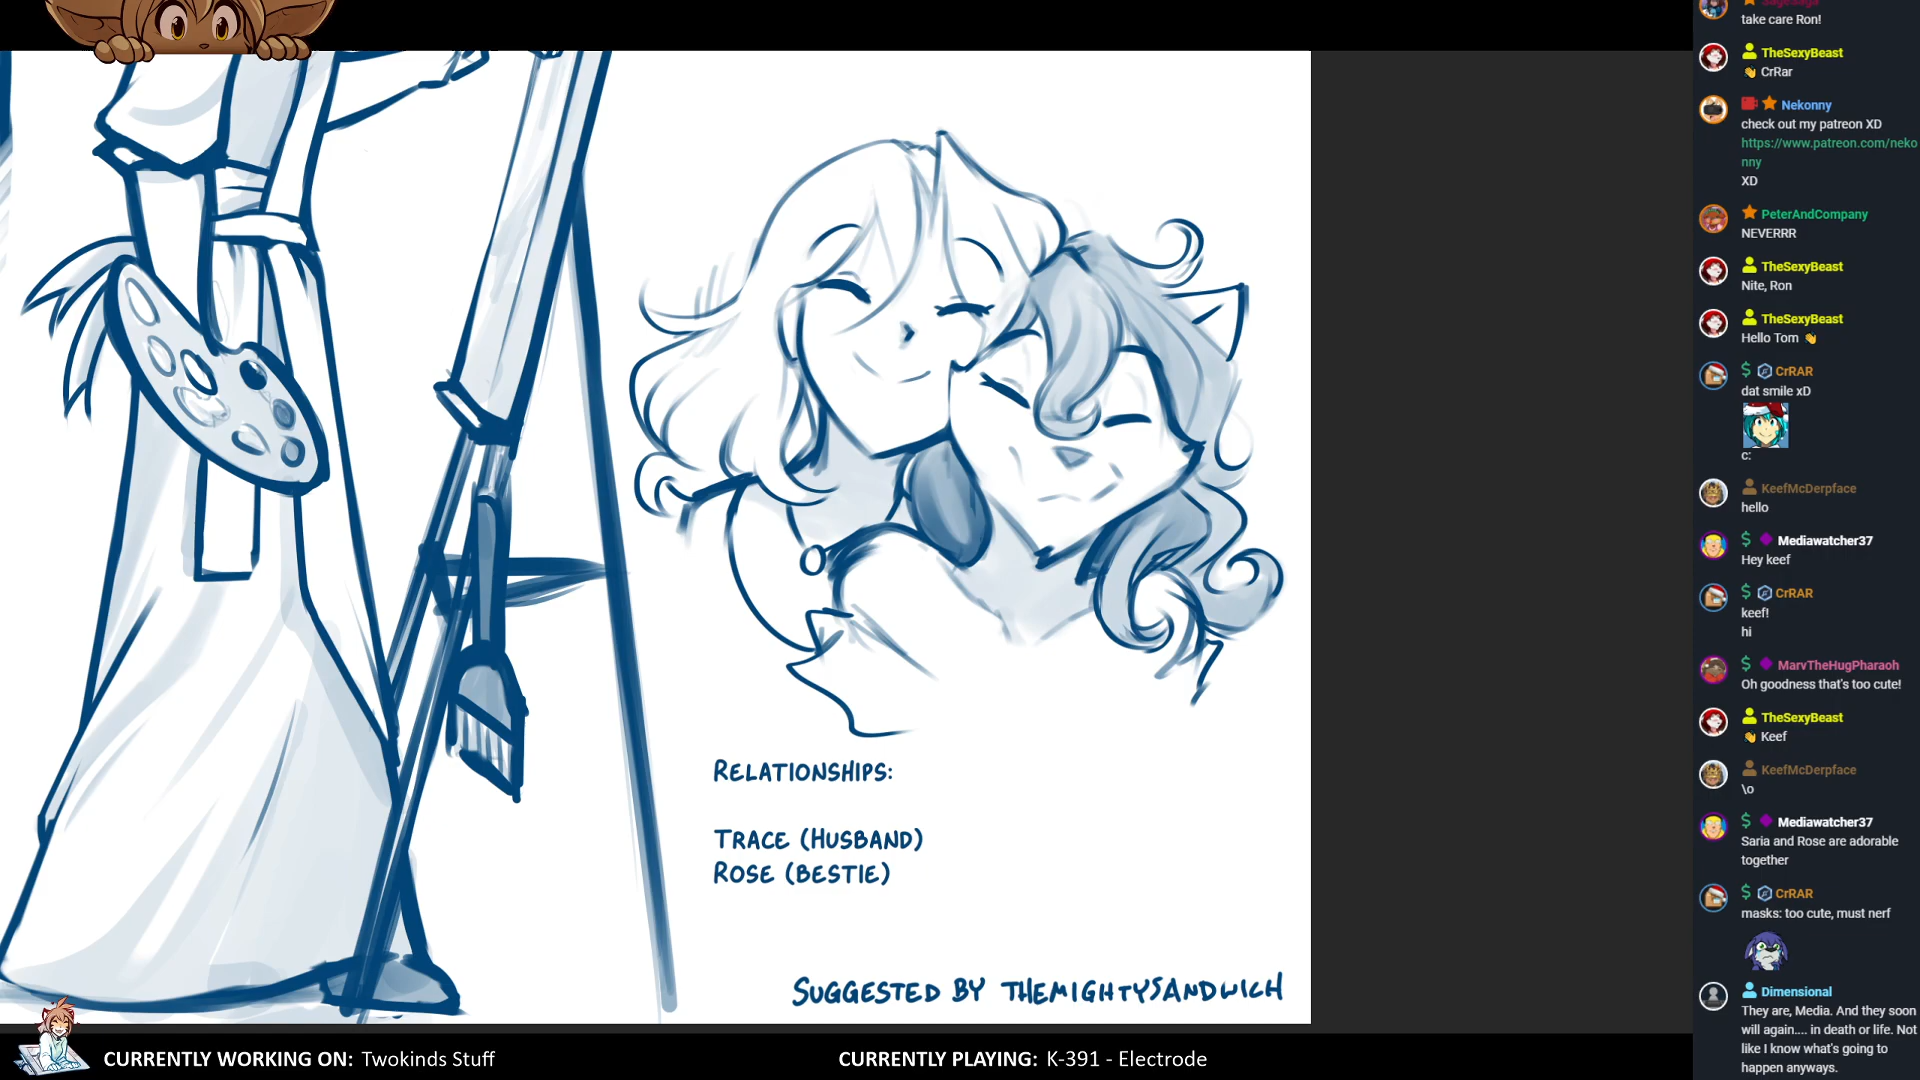 RELATIONSHIPS:
TRACE (HUSBAND)
ROSE (BESTIE)
SUGGESTED BY THEMIGHTYSANDWICH
CURRENTLY WORKING ON: Twokinds Stuff
CURRENTLY PLAYING: K-391 - Electrode
SageSaga
take care Ron!
TheSexyBeast
👋 CrRar
Nekonny
check out my patreon XD
https://www.patreon.com/neko
nny
XD
PeterAndCompany
NEVERRR
TheSexyBeast
Nite, Ron
TheSexyBeast
Hello Tom 👋
CrRAR
dat smile xD
c:
KeefMcDerpface
hello
Mediawatcher37
Hey keef
CrRAR
keef!
hi
MarvTheHugPharaoh
Oh goodness that's too cute!
TheSexyBeast
👋 Keef
KeefMcDerpface
\o
Mediawatcher37
Saria and Rose are adorable
together
CrRAR
masks: too cute, must nerf
Dimensional
They are, Media. And they soon
will again.... in death or life. Not
like I know what's going to
happen anyways.